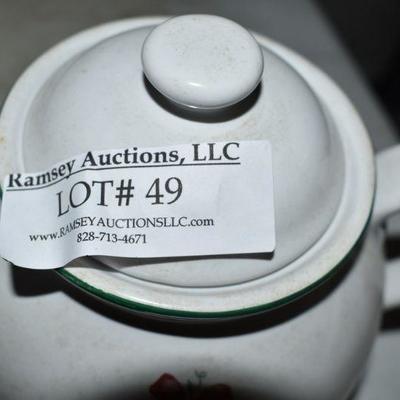 Ramsey Auctions, LLC
LOT# 49
www.RAMSEYAUCTIONSLLC.com
828-713-4671